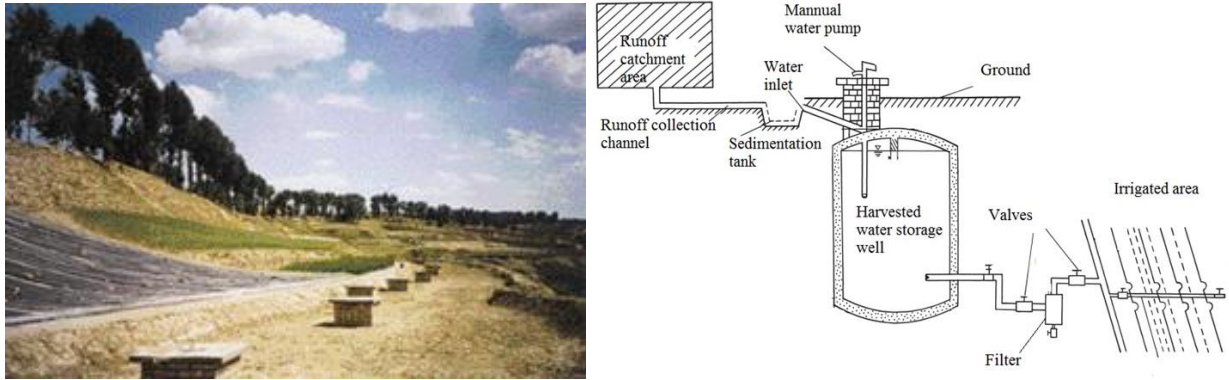 Runoff
catchment
area
Mannual
water pump
Water
inlet
Ground
Runoff collection
channel
Sedimentation
tank
Harvested
water storage
well
Valves
Irrigated area
Filter